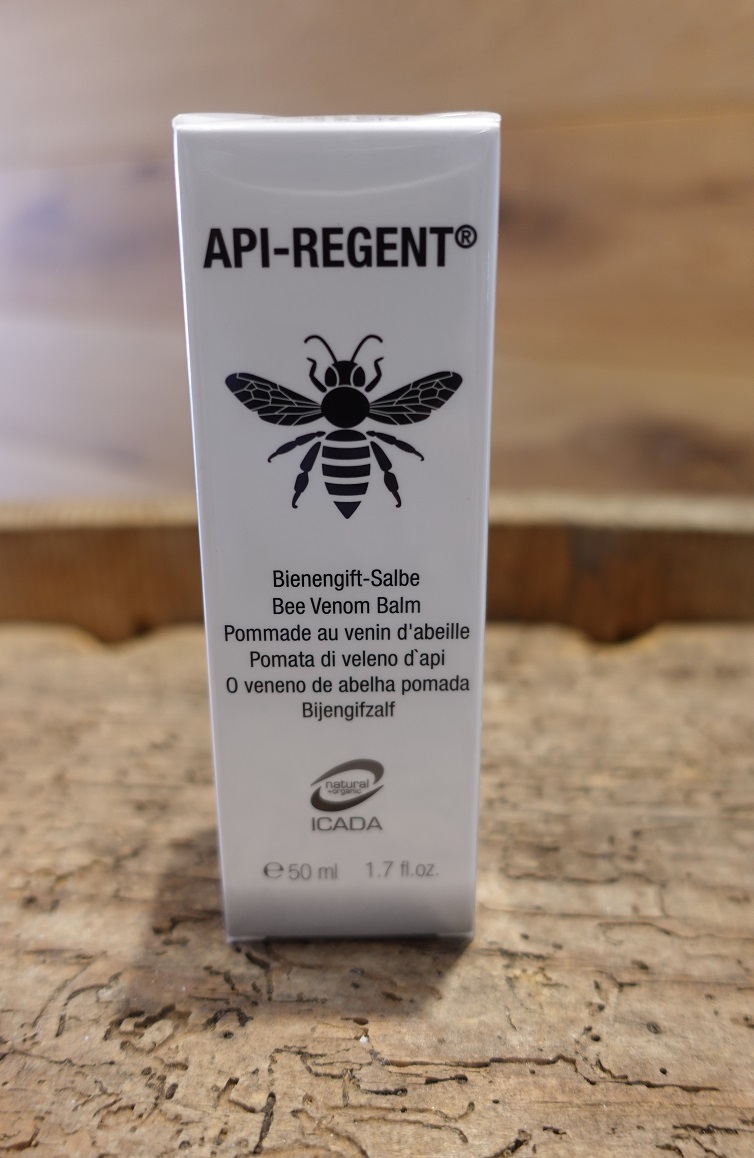 API-REGENT®
Bienengift-Salbe
Bee Venom Balm
Pommade au venin d'abeille
Pomata di veleno d`api
O veneno de abelha pomada
Bijengifzalf
natural
+organic
ICADA
℮ 50 ml 1.7 fl.oz.